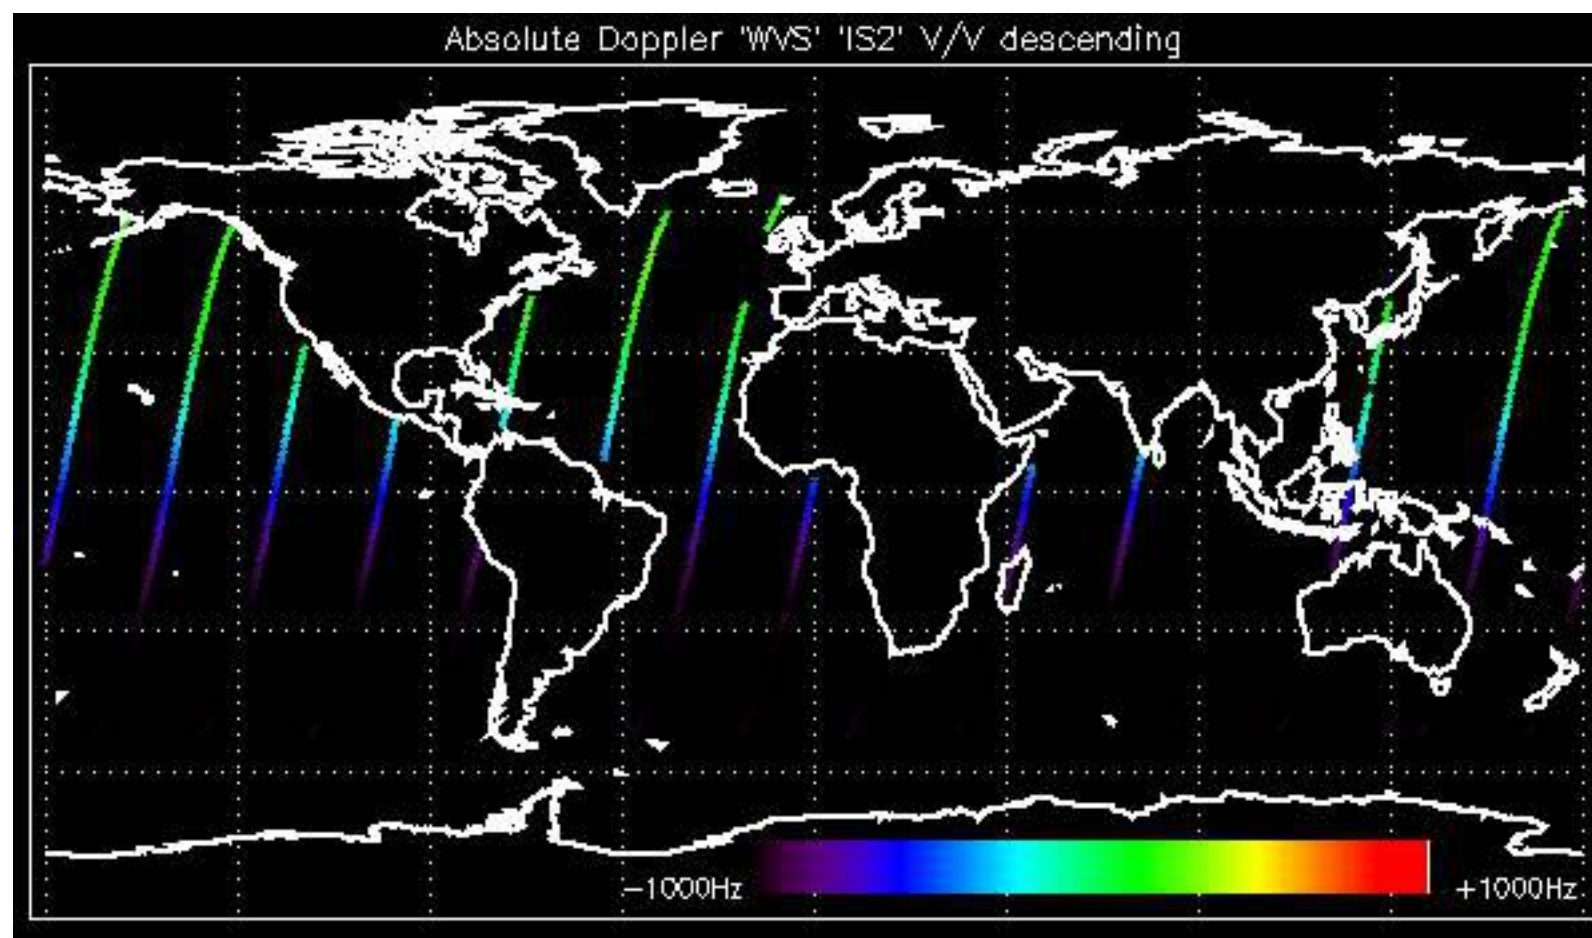 Absolute Doppler 'WVS' 'IS2' V/V descending
−1000Hz
+1000Hz